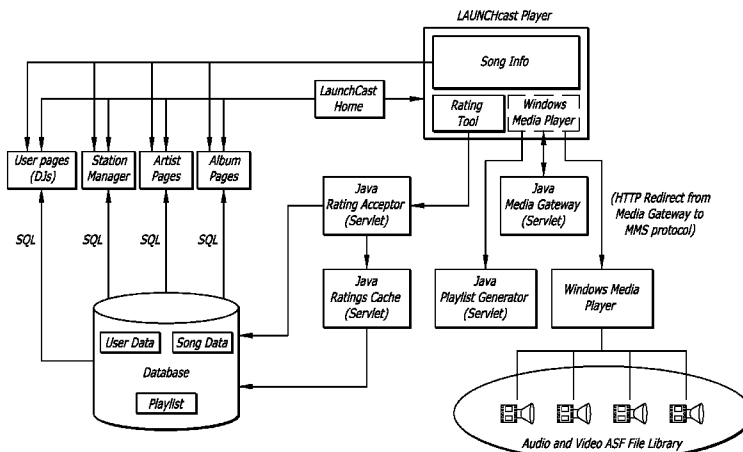 LAUNCHcast Player
Song Info
LaunchCast
Home
Rating
Tool
Windows
Media Player
User pages
(DJs)
Station
Manager
Artist
Pages
Album
Pages
Java
Rating Acceptor
(Servlet)
Java
Media Gateway
(Servlet)
(HTTP Redirect from
Media Gateway to
MMS protocol)
SQL
SQL
SQL
SQL
Java
Ratings Cache
(Servlet)
Java
Playlist Generator
(Servlet)
Windows Media
Player
User Data
Song Data
Database
Playlist
Audio and Video ASF File Library